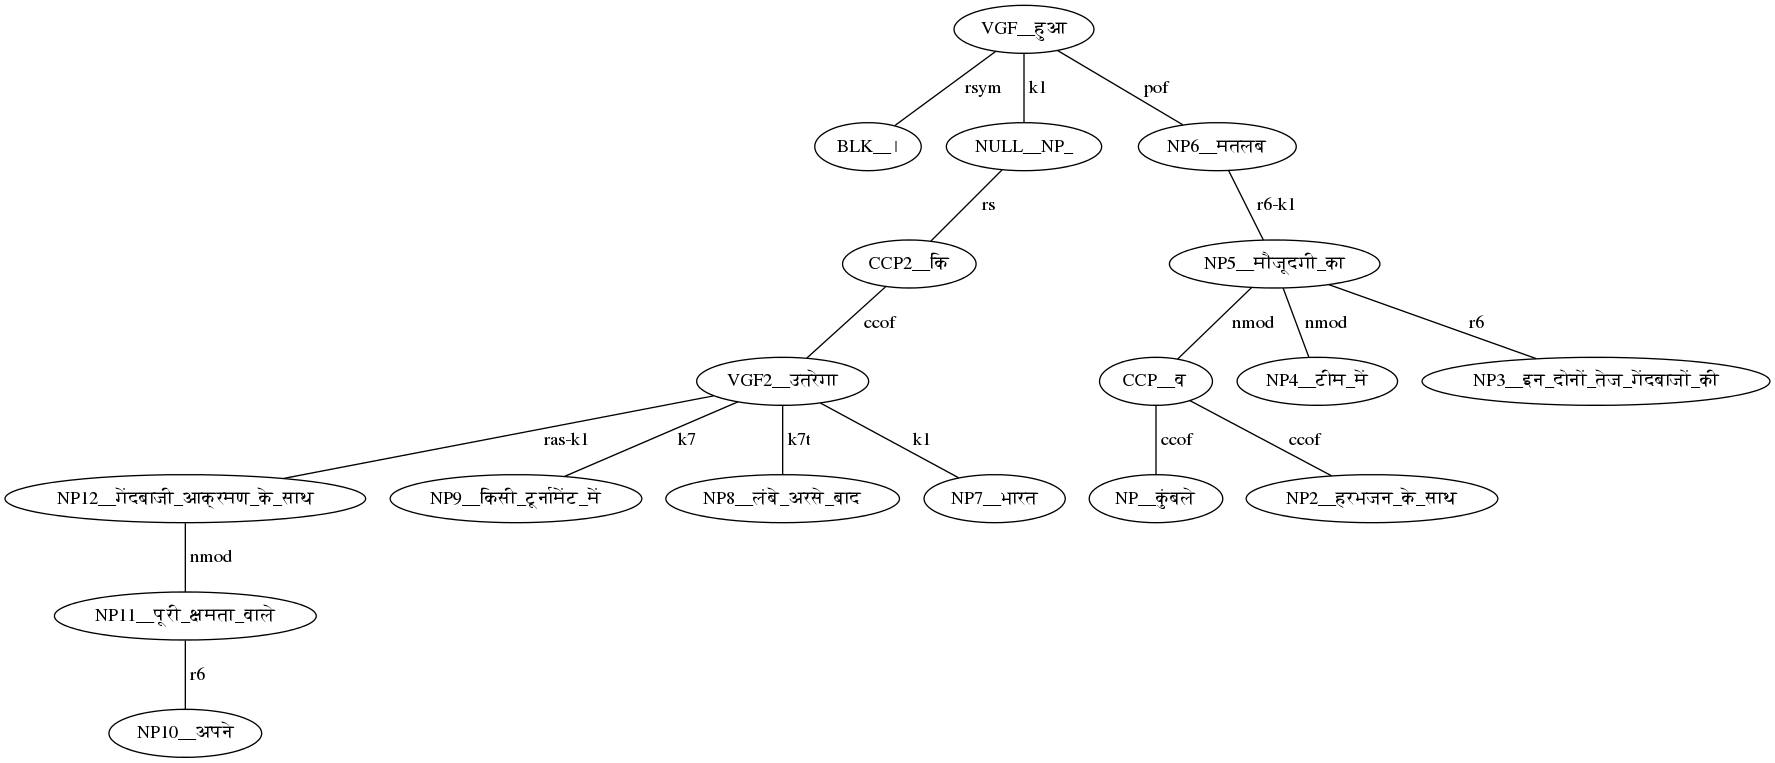 VGF__हुआ
rsym k1 pof
BLK__। NULL__NP_ NP6__मतलब
rs r6-k1
CCP2__कि NP5__मौजूदगी_का
ccof nmod nmod r6
VGF2__उतरेगा CCP__व NP4__टीम_में NP3__इन_दोनों_तेज_गेंदबाजों_की
ras-k1 k7 k7t k1 ccof ccof
NP12__गेंदबाजी_आक्रमण_के_साथ NP9__किसी_टूर्नामेंट_में NP8__लंबे_अरसे_बाद NP7__भारत NP__कुंबले NP2__हरभजन_के_साथ
nmod
NP11__पूरी_क्षमता_वाले
r6
NP10__अपने